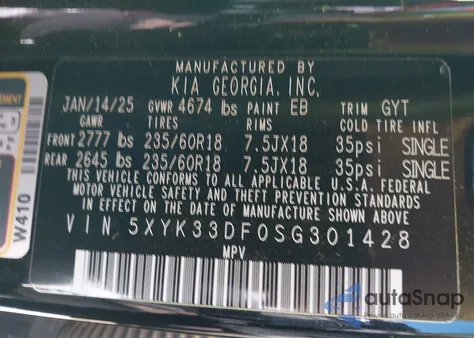 MANUFACTURED BY
KIA GEORGIA, INC.
JAN/14/25 GVWR 4674 lbs PAINT EB TRIM GYT
GAWR TIRES RIMS COLD TIRE INFL
FRONT 2777 lbs 235/60R18 7.5JX18 35psi SINGLE
REAR 2645 lbs 235/60R18 7.5JX18 35psi SINGLE
THIS VEHICLE CONFORMS TO ALL APPLICABLE U.S.A. FEDERAL
MOTOR VEHICLE SAFETY AND THEFT PREVENTION STANDARDS
IN EFFECT ON THE DATE OF MANUFACTURE SHOWN ABOVE.
VIN 5XYK33DF0SG301428
MPV
W410
autoSnap